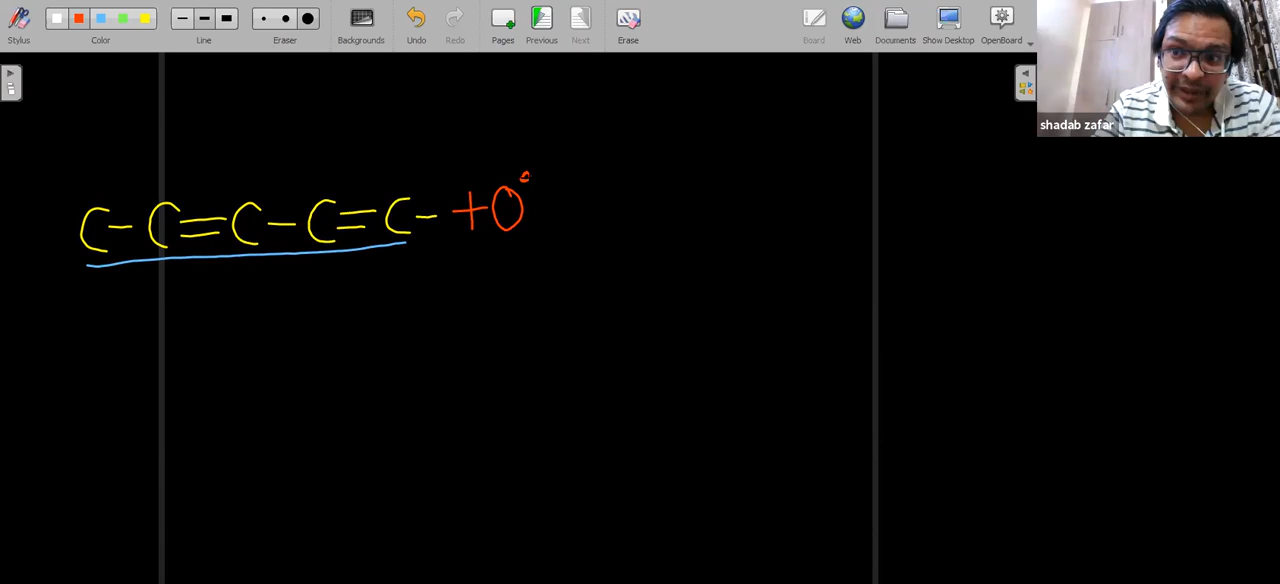 Stylus Color Line Eraser Backgrounds Undo Redo Pages Previous Next Erase Board Web Documents Show Desktop OpenBoard
shadab zafar
C-C=C-C=C- +O°